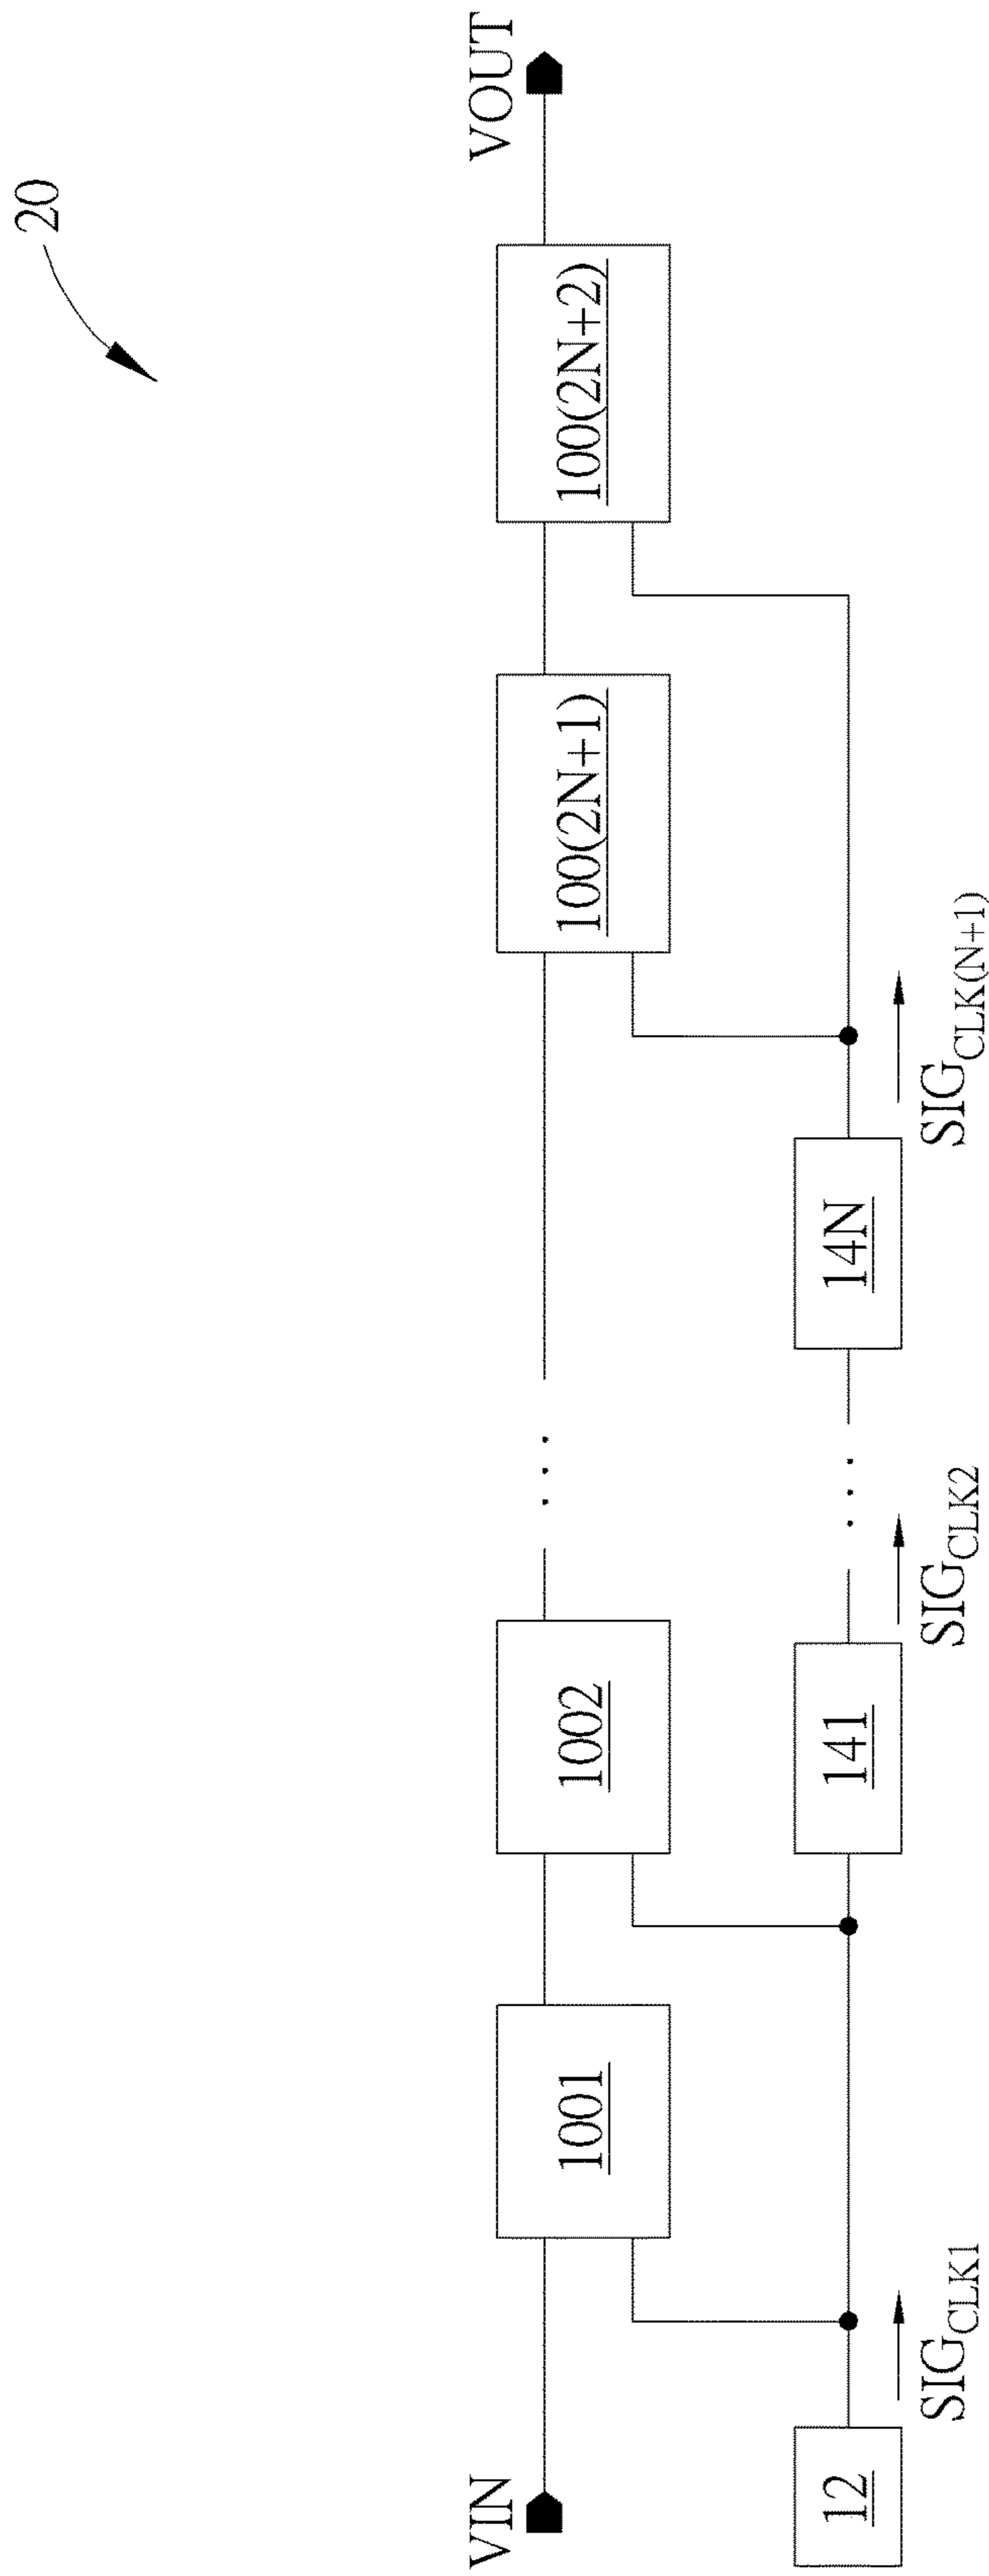 20
VIN
1001
1002
100(2N+1)
100(2N+2)
VOUT
12
SIGCLK1
141
SIGCLK2
14N
SIGCLK(N+1)